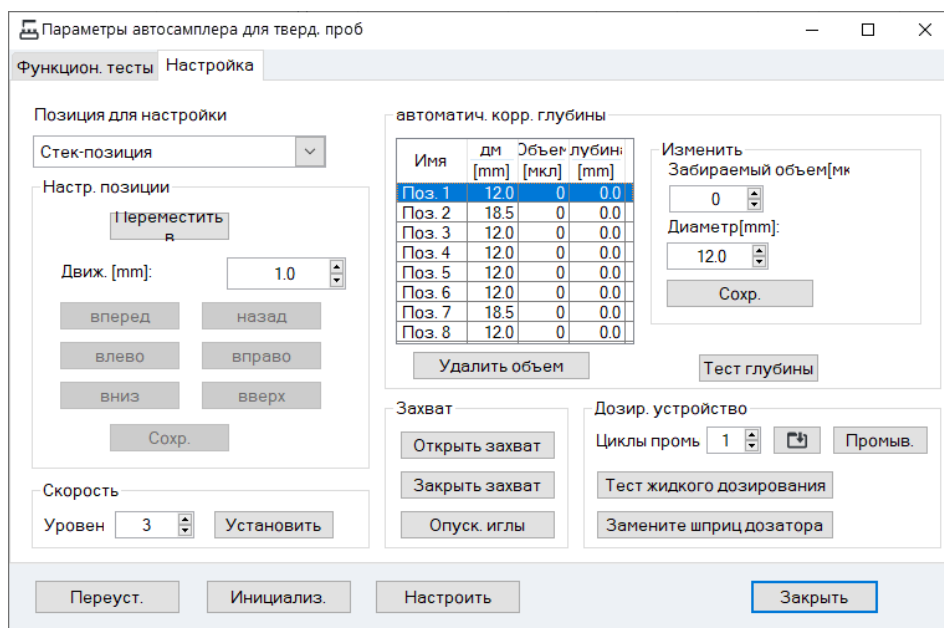 Параметры автосамплера для тверд. проб
Функцион. тесты Настройка
Позиция для настройки
Стек-позиция
Настр. позиции
Переместить
в
Движ. [mm]: 1.0
вперед назад
влево вправо
вниз вверх
Сохр.
Скорость
Уровен 3 Установить
автоматич. корр. глубины
Имя дм Объем глубина
[mm] [мкл] [mm]
Поз. 1 12.0 0 0.0
Поз. 2 18.5 0 0.0
Поз. 3 12.0 0 0.0
Поз. 4 12.0 0 0.0
Поз. 5 12.0 0 0.0
Поз. 6 12.0 0 0.0
Поз. 7 18.5 0 0.0
Поз. 8 12.0 0 0.0
Удалить объем
Изменить
Забираемый объем[мк
0
Диаметр[mm]:
12.0
Сохр.
Тест глубины
Захват
Открыть захват
Закрыть захват
Опуск. иглы
Дозир. устройство
Циклы промь 1 Промыв.
Тест жидкого дозирования
Замените шприц дозатора
Переуст. Инициализ. Настроить Закрыть